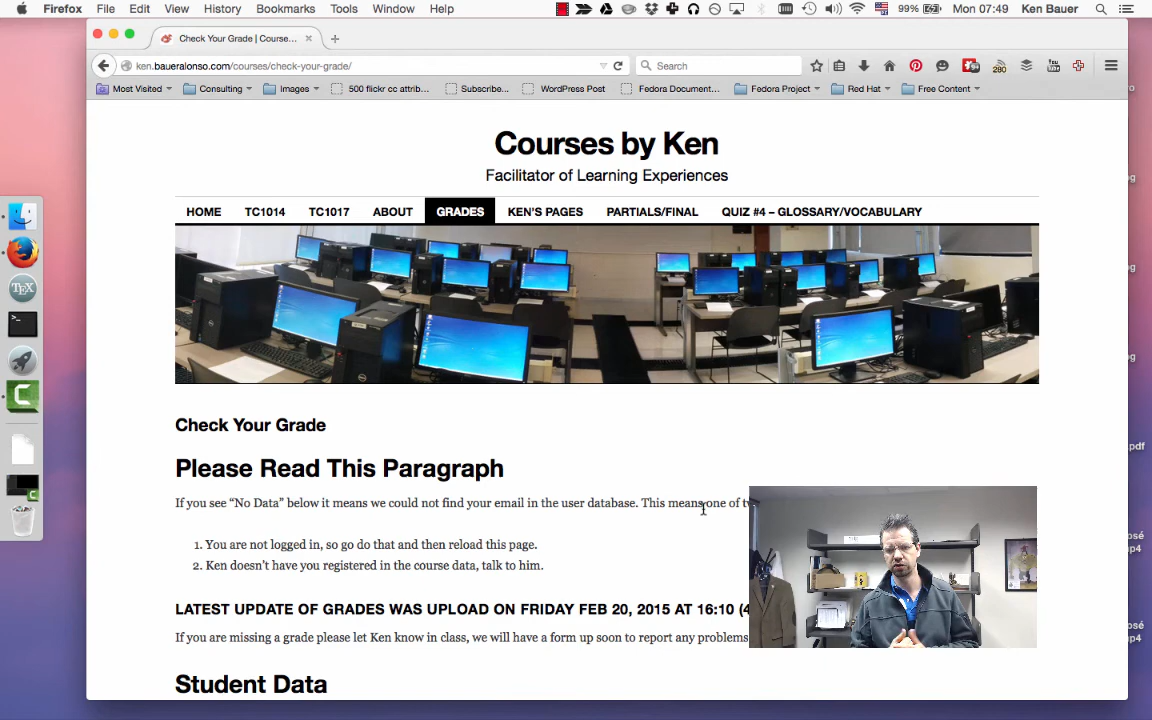 Firefox File Edit View History Bookmarks Tools Window Help 99% Mon 07:49 Ken Bauer
Check Your Grade | Course...
ken.baueralonso.com/courses/check-your-grade/ Search 280
Most Visited Consulting Images 500 flickr cc attrib... Subscribe... WordPress Post Fedora Document... Fedora Project Red Hat Free Content
Courses by Ken
Facilitator of Learning Experiences
HOME TC1014 TC1017 ABOUT GRADES KEN'S PAGES PARTIALS/FINAL QUIZ #4 – GLOSSARY/VOCABULARY
Check Your Grade
Please Read This Paragraph
If you see “No Data” below it means we could not find your email in the user database. This means one of
1. You are not logged in, so go do that and then reload this page.
2. Ken doesn’t have you registered in the course data, talk to him.
LATEST UPDATE OF GRADES WAS UPLOAD ON FRIDAY FEB 20, 2015 AT 16:10 (4
If you are missing a grade please let Ken know in class, we will have a form up soon to report any problems
Student Data